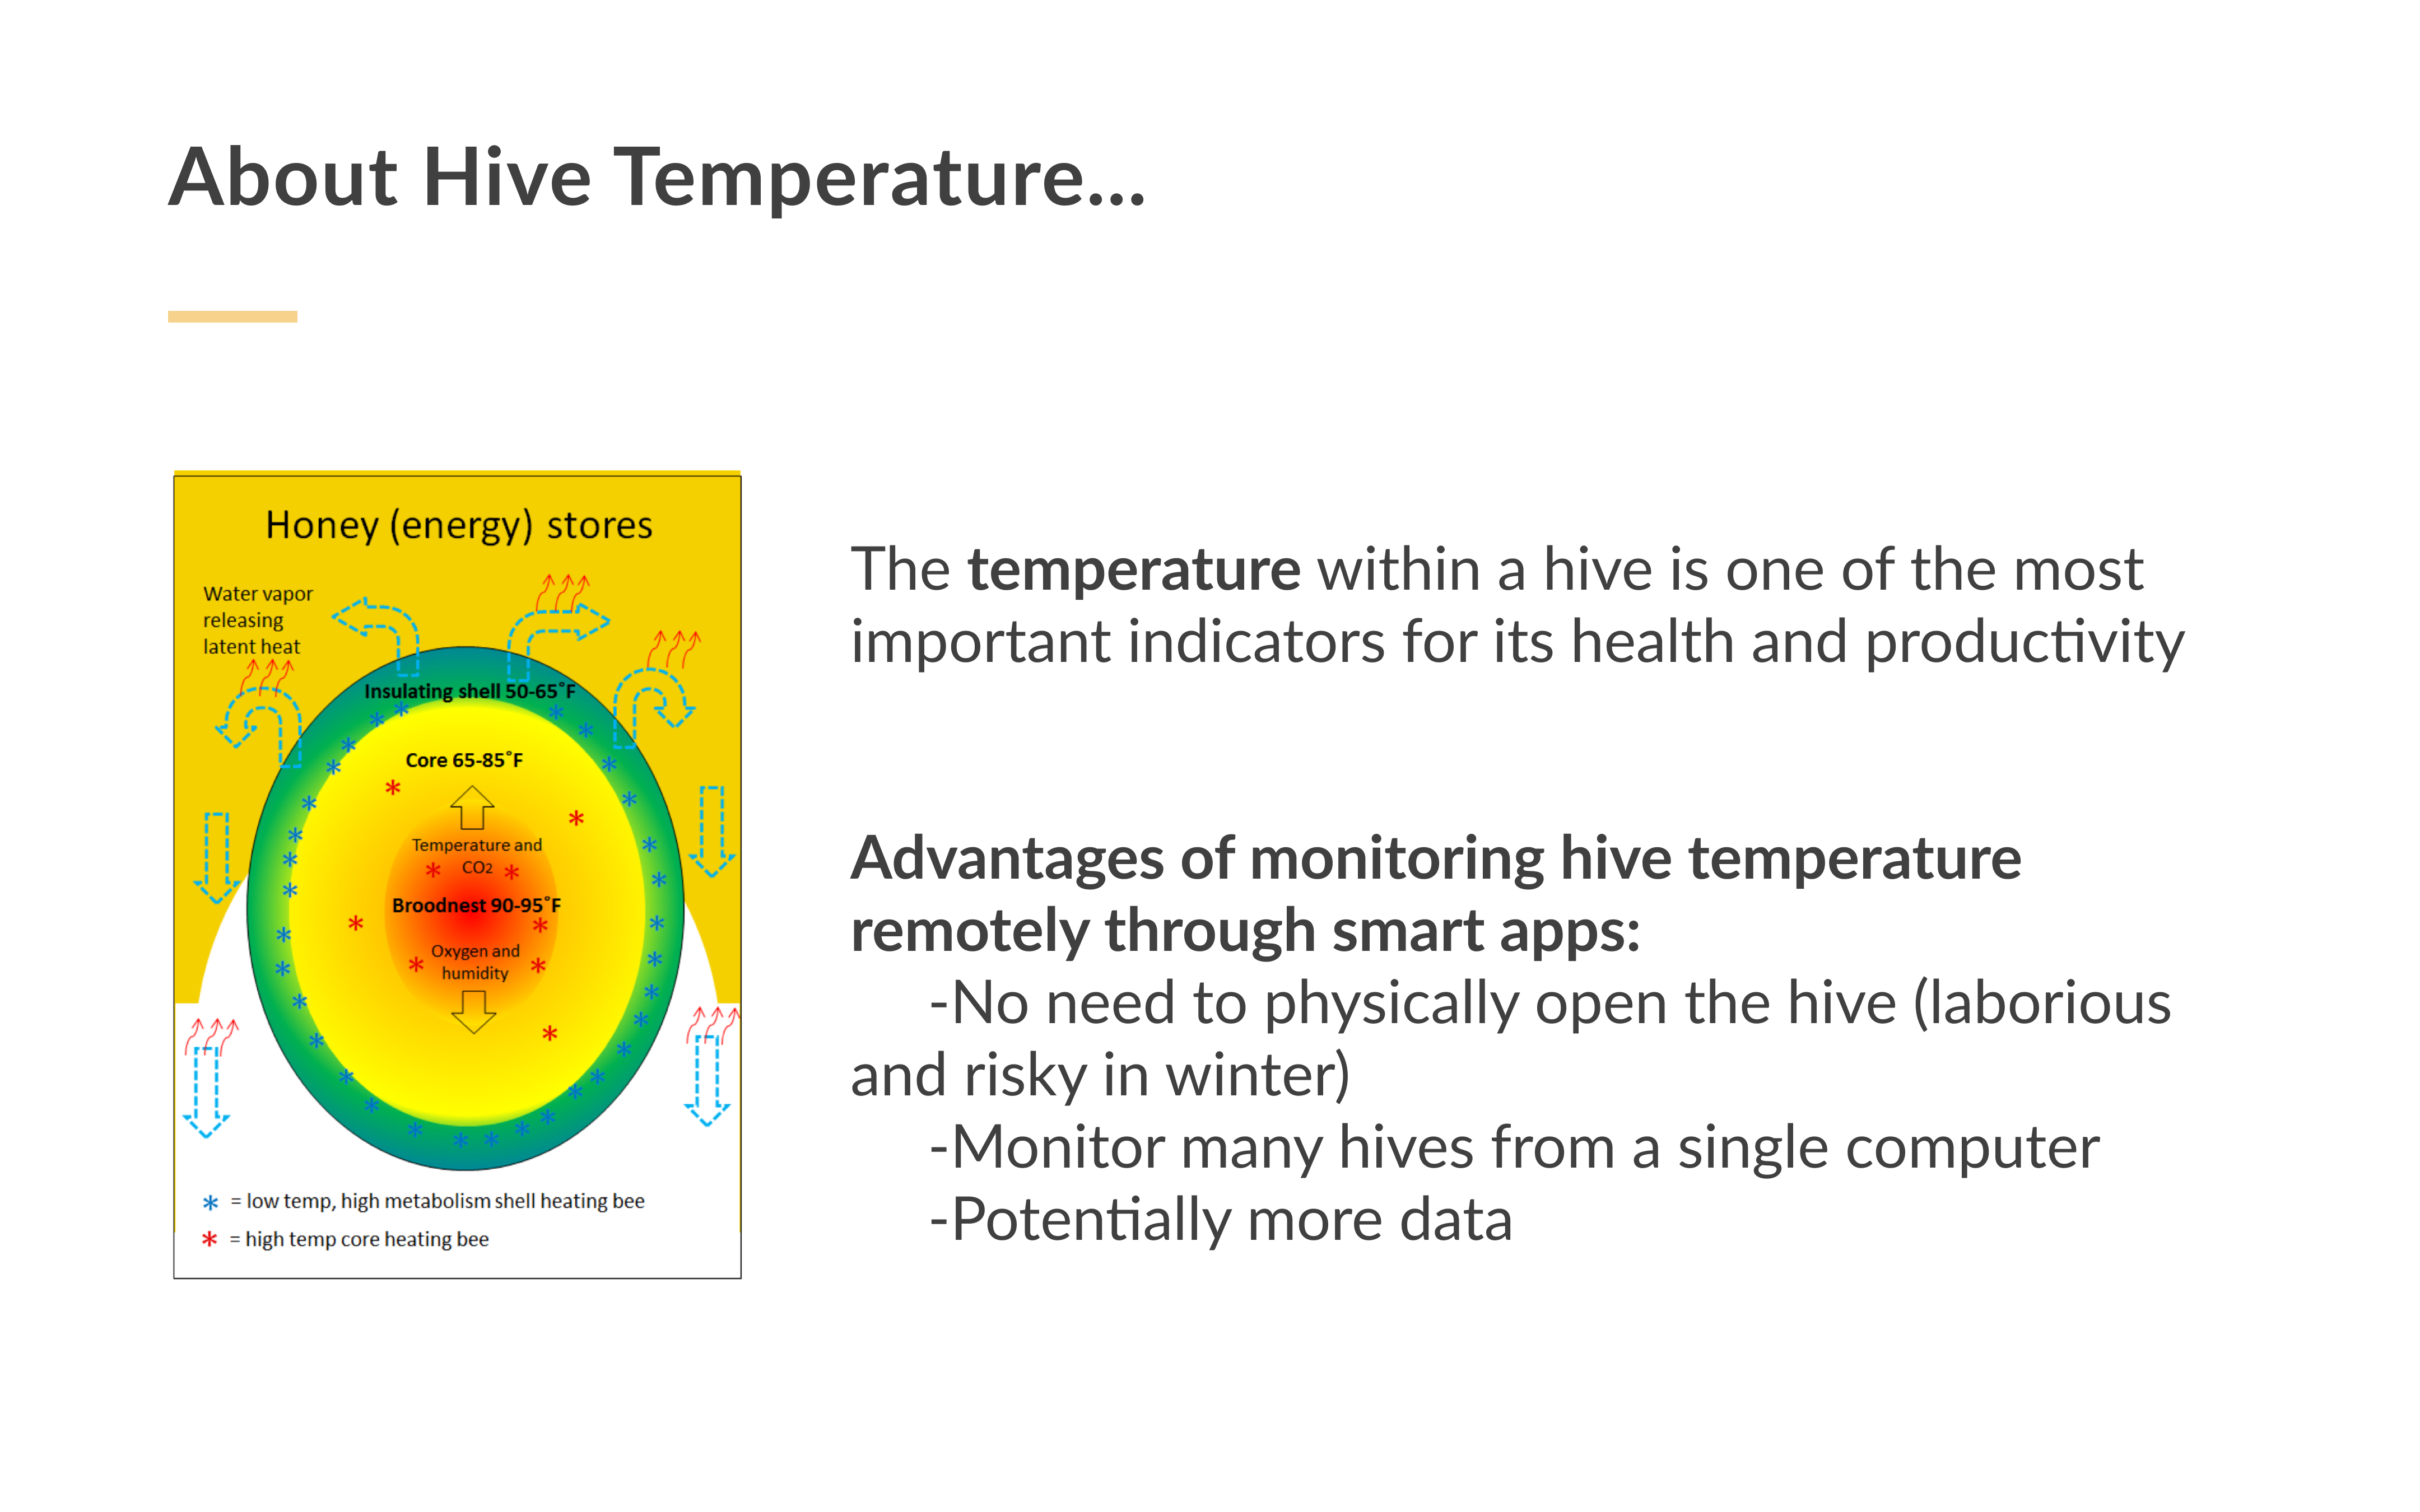 About Hive Temperature...
Honey (energy) stores
Water vapor
releasing
latent heat
Insulating shell 50-65˚F
Core 65-85˚F
Temperature and
CO2
Broodnest 90-95˚F
Oxygen and
humidity
* = low temp, high metabolism shell heating bee
* = high temp core heating bee
The temperature within a hive is one of the most
important indicators for its health and productivity
Advantages of monitoring hive temperature
remotely through smart apps:
-No need to physically open the hive (laborious
and risky in winter)
-Monitor many hives from a single computer
-Potentially more data